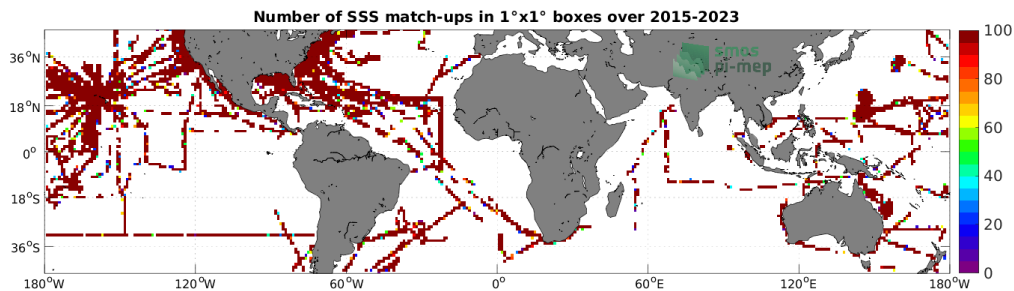 Number of SSS match-ups in 1°x1° boxes over 2015-2023
smos
pi-mep
36°N
18°N
0°
18°S
36°S
180°W
120°W
60°W
0°
60°E
120°E
180°W
100
80
60
40
20
0